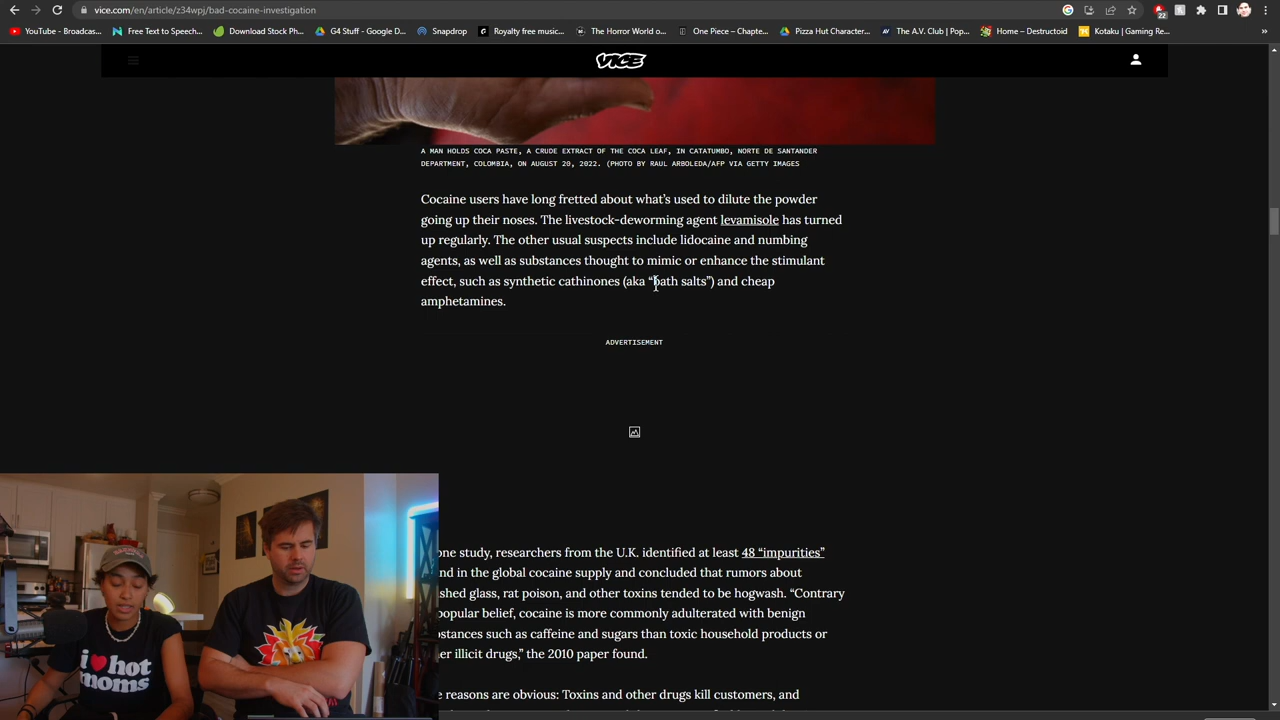 vice.com/en/article/z34wpj/bad-cocaine-investigation
22
YouTube - Broadcas... Free Text to Speech... Download Stock Ph... G4 Stuff - Google D... Snapdrop Royalty free music... The Horror World o... One Piece – Chapte... Pizza Hut Character... The A.V. Club | Pop... Home – Destructoid Kotaku | Gaming Re... »
VICE
A MAN HOLDS COCA PASTE, A CRUDE EXTRACT OF THE COCA LEAF, IN CATATUMBO, NORTE DE SANTANDER
DEPARTMENT, COLOMBIA, ON AUGUST 20, 2022. (PHOTO BY RAUL ARBOLEDA/AFP VIA GETTY IMAGES
Cocaine users have long fretted about what’s used to dilute the powder
going up their noses. The livestock-deworming agent levamisole has turned
up regularly. The other usual suspects include lidocaine and numbing
agents, as well as substances thought to mimic or enhance the stimulant
effect, such as synthetic cathinones (aka “bath salts”) and cheap
amphetamines.
ADVERTISEMENT
one study, researchers from the U.K. identified at least 48 “impurities”
nd in the global cocaine supply and concluded that rumors about
shed glass, rat poison, and other toxins tended to be hogwash. “Contrary
popular belief, cocaine is more commonly adulterated with benign
stances such as caffeine and sugars than toxic household products or
er illicit drugs,” the 2010 paper found.
e reasons are obvious: Toxins and other drugs kill customers, and
i ❤ hot
moms